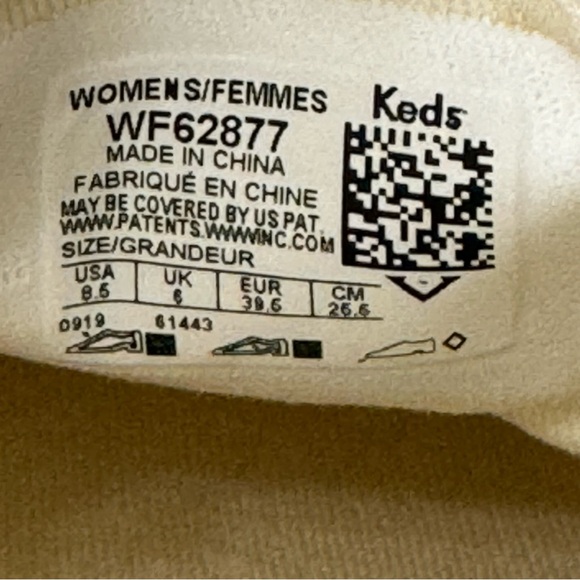 WOMENS/FEMMES
Keds
WF62877
MADE IN CHINA
FABRIQUÉ EN CHINE
MAY BE COVERED BY US PAT.
WWW.PATENTS.WWWINC.COM
SIZE/GRANDEUR
USA UK EUR CM
8.5 6 39.5 25.5
0919 61443